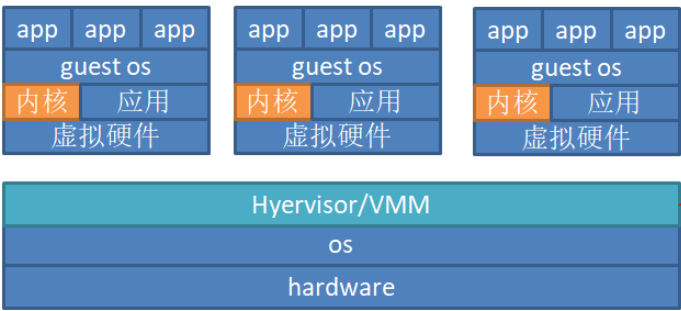 app app app
guest os
内核 应用
虚拟硬件
app app app
guest os
内核 应用
虚拟硬件
app app app
guest os
内核 应用
虚拟硬件
Hyervisor/VMM
os
hardware